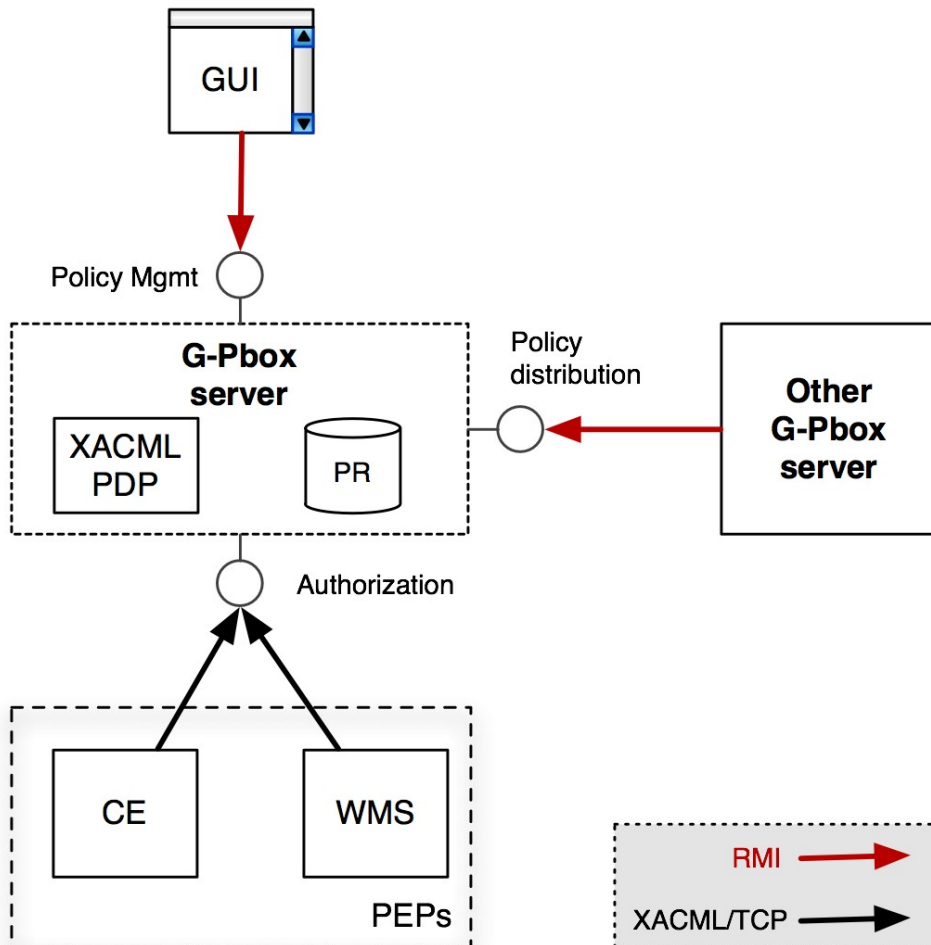 GUI
Policy Mgmt
G-Pbox
server
XACML
PDP
PR
Policy
distribution
Other
G-Pbox
server
Authorization
CE
WMS
PEPs
RMI
XACML/TCP